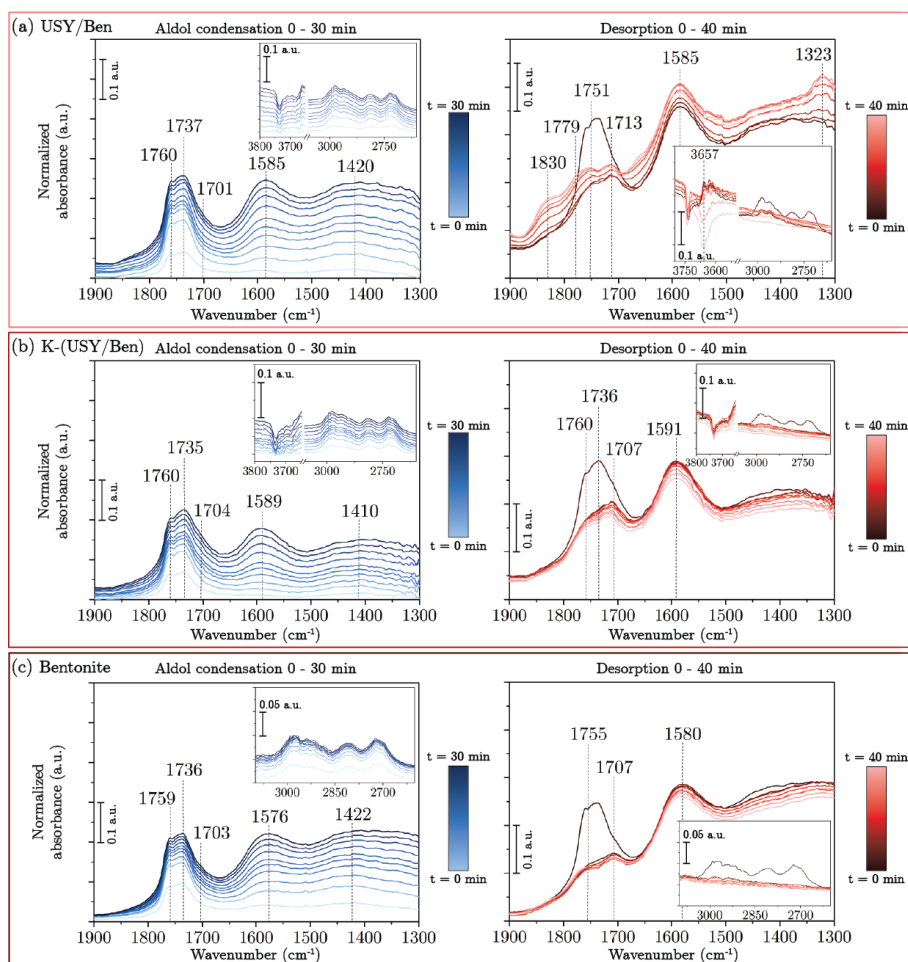 (a) USY/Ben
Aldol condensation 0 - 30 min
Normalized
absorbance (a.u.)
0.1 a.u.
0.1 a.u.
3800 3700 3000 2750
1737
1760
1701
1585
1420
1900 1800 1700 1600 1500 1400 1300
Wavenumber (cm⁻¹)
t = 30 min
t = 0 min
Desorption 0 - 40 min
0.1 a.u.
1585
1323
1751
1779
1713
1830
3657
0.1 a.u.
3750 3600 3000 2750
1900 1800 1700 1600 1500 1400 1300
Wavenumber (cm⁻¹)
t = 40 min
t = 0 min
(b) K-(USY/Ben)
Aldol condensation 0 - 30 min
Normalized
absorbance (a.u.)
0.1 a.u.
0.1 a.u.
3800 3700 3000 2750
1735
1760
1704
1589
1410
1900 1800 1700 1600 1500 1400 1300
Wavenumber (cm⁻¹)
t = 30 min
t = 0 min
Desorption 0 - 40 min
0.1 a.u.
0.1 a.u.
3800 3700 3000 2750
1736
1760
1707
1591
1900 1800 1700 1600 1500 1400 1300
Wavenumber (cm⁻¹)
t = 40 min
t = 0 min
(c) Bentonite
Aldol condensation 0 - 30 min
Normalized
absorbance (a.u.)
0.1 a.u.
0.05 a.u.
3000 2850 2700
1736
1759
1703
1576
1422
1900 1800 1700 1600 1500 1400 1300
Wavenumber (cm⁻¹)
t = 30 min
t = 0 min
Desorption 0 - 40 min
0.1 a.u.
1755
1707
1580
0.05 a.u.
3000 2850 2700
1900 1800 1700 1600 1500 1400 1300
Wavenumber (cm⁻¹)
t = 40 min
t = 0 min